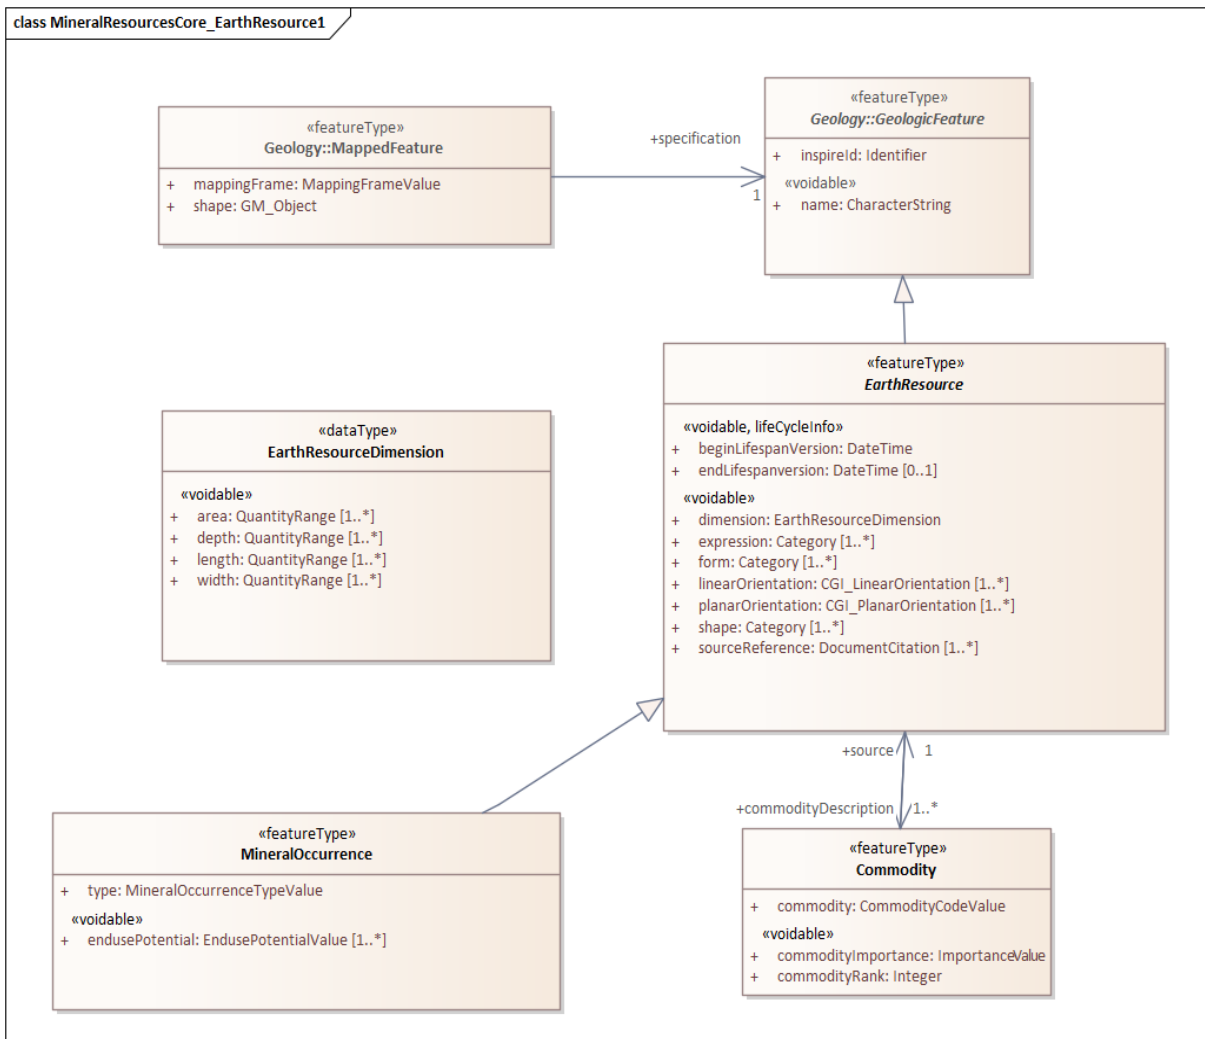 class MineralResourcesCore_EarthResource1
«featureType»
Geology::MappedFeature
+ mappingFrame: MappingFrameValue
+ shape: GM_Object
+specification
1
«featureType»
Geology::GeologicFeature
+ inspireId: Identifier
«voidable»
+ name: CharacterString
«featureType»
EarthResource
«voidable, lifeCycleInfo»
+ beginLifespanVersion: DateTime
+ endLifespanversion: DateTime [0..1]
«voidable»
+ dimension: EarthResourceDimension
+ expression: Category [1..*]
+ form: Category [1..*]
+ linearOrientation: CGI_LinearOrientation [1..*]
+ planarOrientation: CGI_PlanarOrientation [1..*]
+ shape: Category [1..*]
+ sourceReference: DocumentCitation [1..*]
«dataType»
EarthResourceDimension
«voidable»
+ area: QuantityRange [1..*]
+ depth: QuantityRange [1..*]
+ length: QuantityRange [1..*]
+ width: QuantityRange [1..*]
+source 1
+commodityDescription 1..*
«featureType»
MineralOccurrence
+ type: MineralOccurrenceTypeValue
«voidable»
+ endusePotential: EndusePotentialValue [1..*]
«featureType»
Commodity
+ commodity: CommodityCodeValue
«voidable»
+ commodityImportance: ImportanceValue
+ commodityRank: Integer